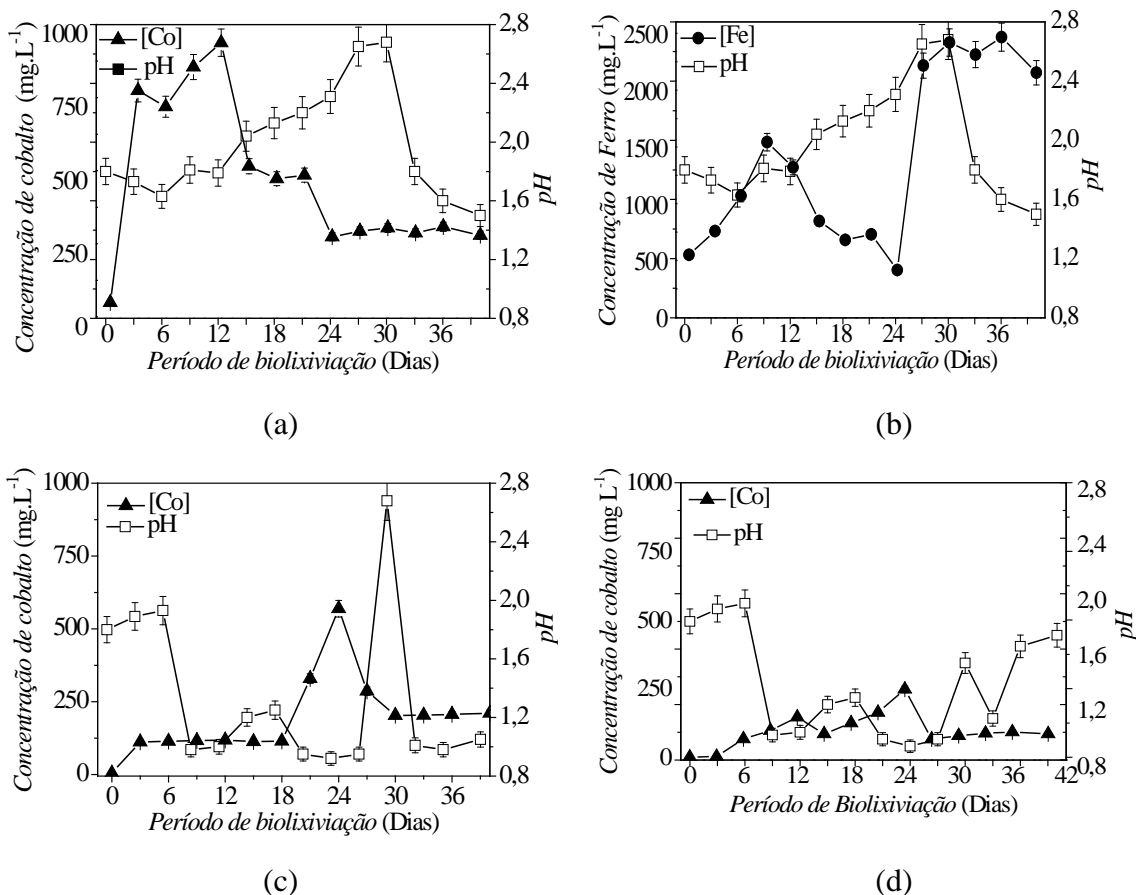 1000
750
500
250
0
Concentração de cobalto (mg.L⁻¹)
[Co]
pH
2,8
2,4
2,0
1,6
1,2
0,8
pH
0 6 12 18 24 30 36
Período de biolixiviação (Dias)
(a)
2500
2000
1500
1000
500
0
Concentração de Ferro (mg.L⁻¹)
[Fe]
pH
2,8
2,4
2,0
1,6
1,2
0,8
pH
0 6 12 18 24 30 36
Período de biolixiviação (Dias)
(b)
1000
750
500
250
0
Concentração de cobalto (mg.L⁻¹)
[Co]
pH
2,8
2,4
2,0
1,6
1,2
0,8
pH
0 6 12 18 24 30 36
Período de biolixiviação (Dias)
(c)
1000
750
500
250
0
Concentração de cobalto (mg.L⁻¹)
[Co]
pH
2,8
2,4
2,0
1,6
1,2
0,8
pH
0 6 12 18 24 30 36 42
Período de Biolixiviação (Dias)
(d)